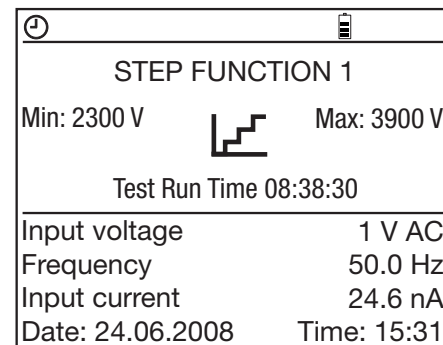 STEP FUNCTION 1
Min: 2300 V Max: 3900 V
Test Run Time 08:38:30
Input voltage 1 V AC
Frequency 50.0 Hz
Input current 24.6 nA
Date: 24.06.2008 Time: 15:31